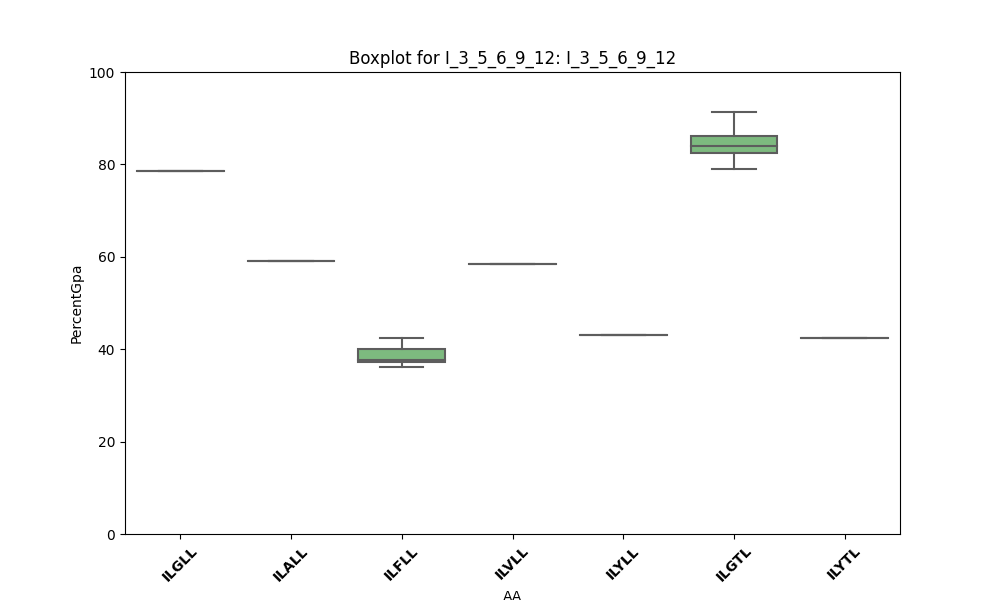 Boxplot for I_3_5_6_9_12: I_3_5_6_9_12
100
80
60
40
20
0
PercentGpa
ILGLL
ILALL
ILFLL
ILVLL
ILYLL
ILGTL
ILYTL
AA